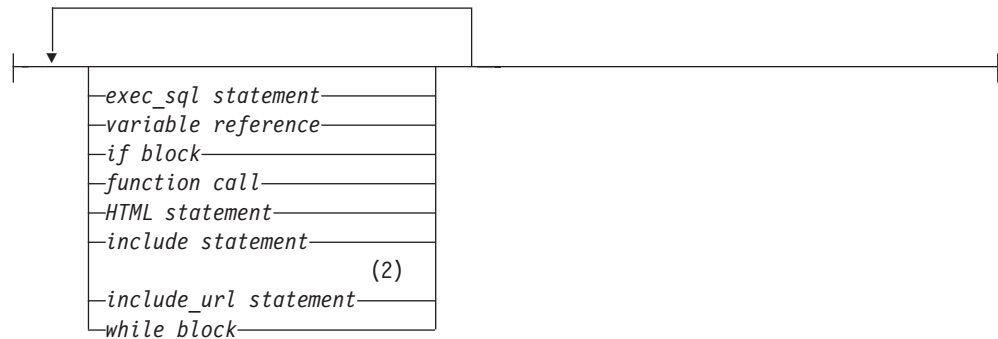 exec_sql statement
variable reference
if block
function call
HTML statement
include statement
(2)
include_url statement
while block